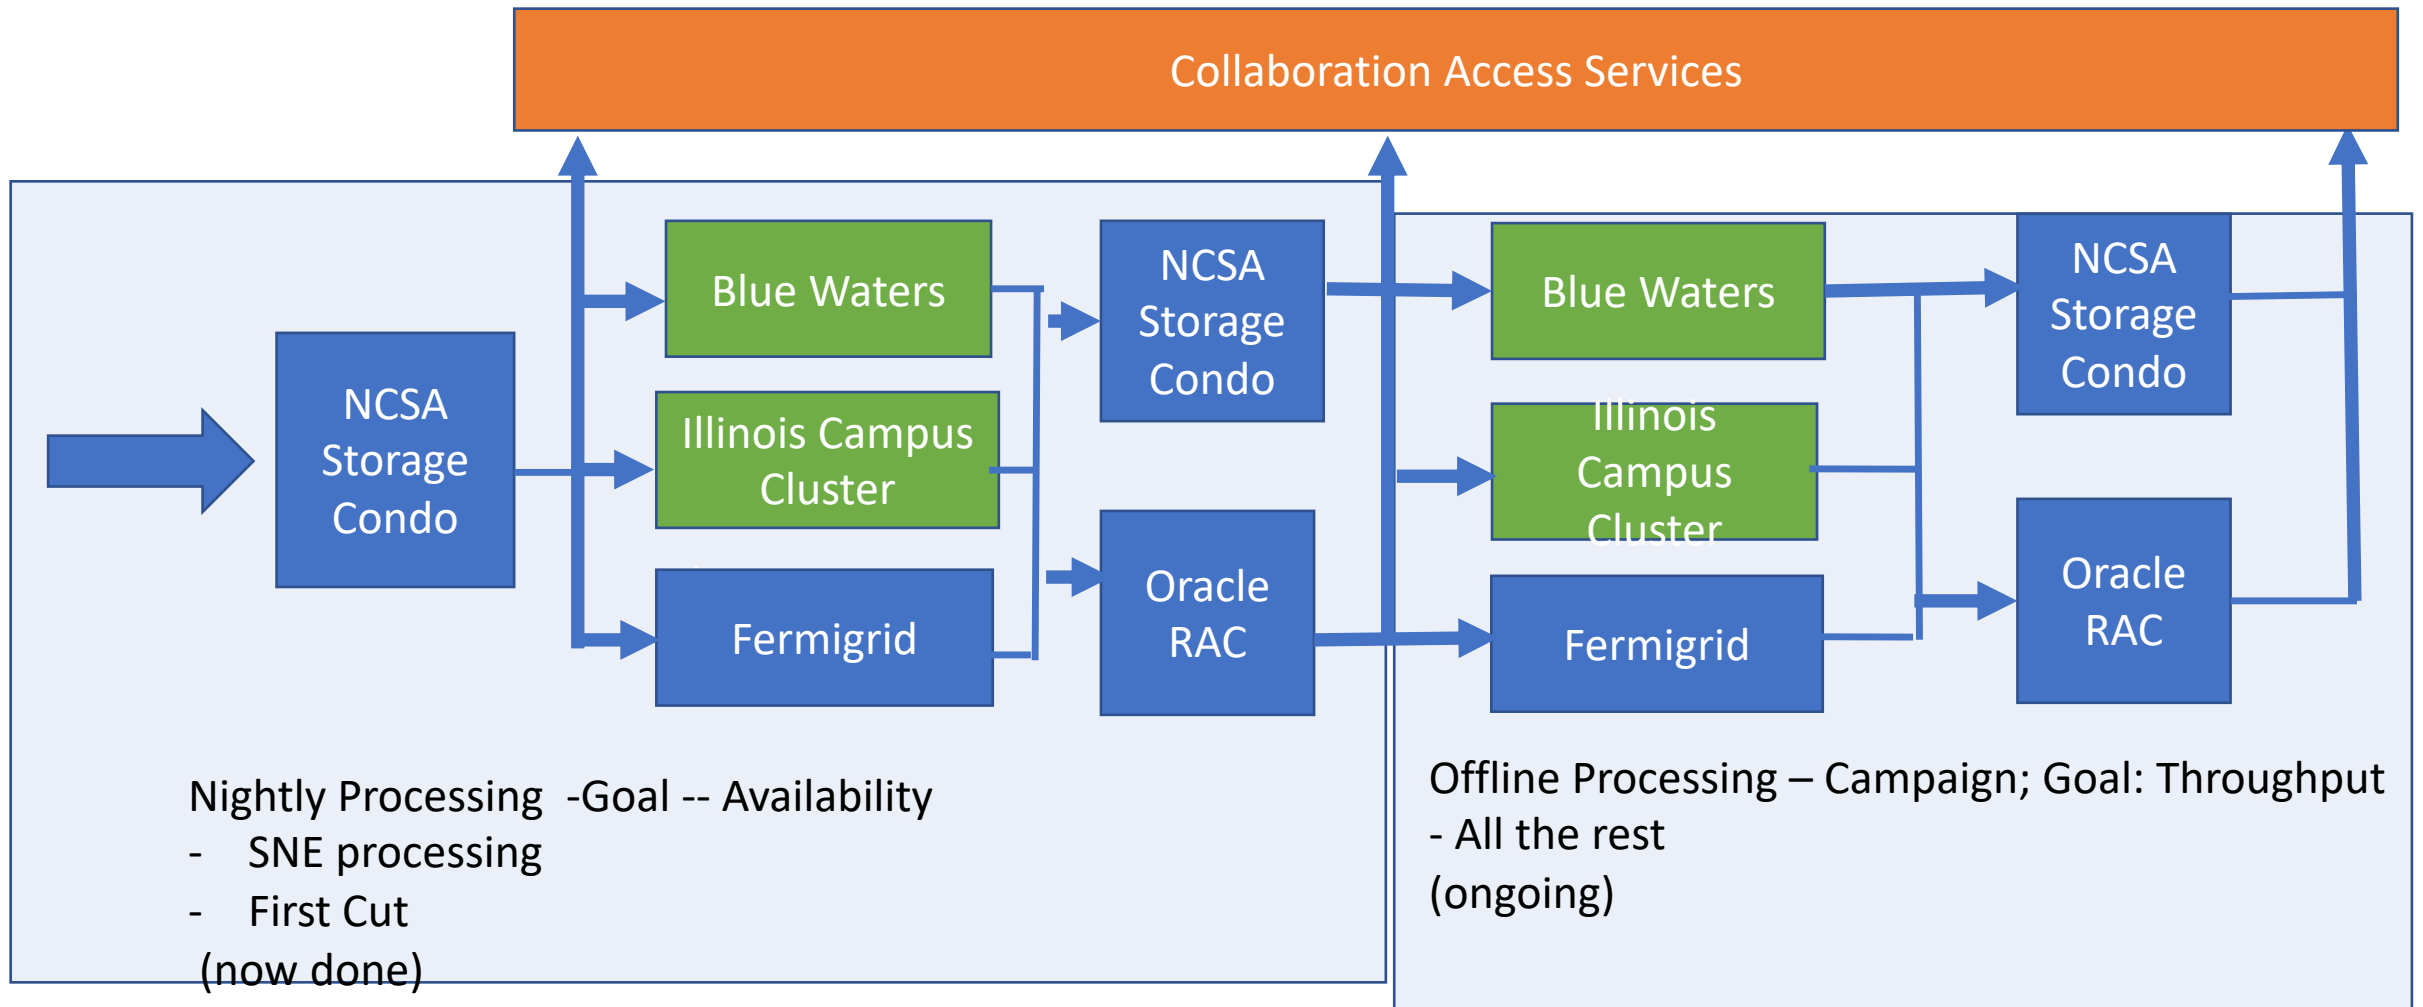 Collaboration Access Services
NCSA
Storage
Condo
Blue Waters
Illinois Campus
Cluster
Fermigrid
NCSA
Storage
Condo
Oracle
RAC
Blue Waters
Illinois
Campus
Cluster
Fermigrid
NCSA
Storage
Condo
Oracle
RAC
Nightly Processing  -Goal -- Availability
- SNE processing
- First Cut
(now done)
Offline Processing – Campaign; Goal: Throughput
- All the rest
(ongoing)